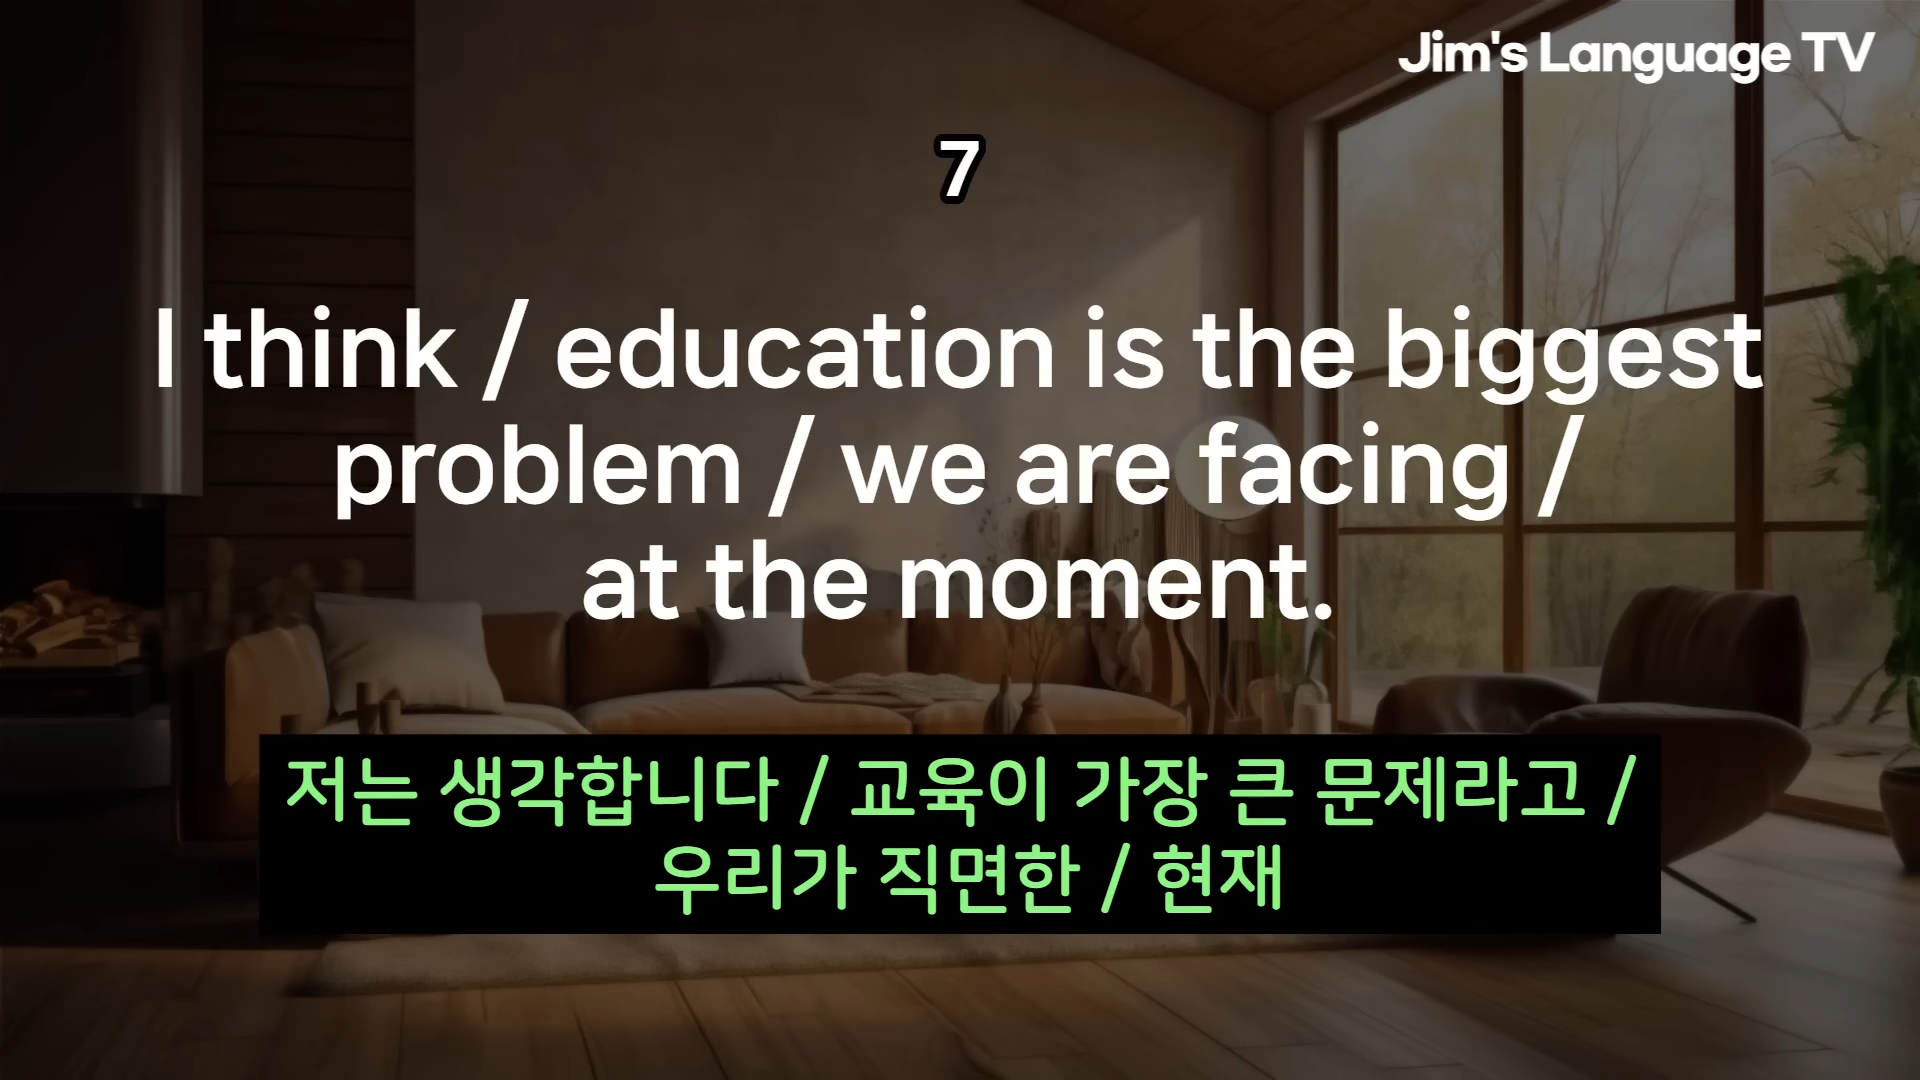 Jim's Language TV
7
I think / education is the biggest
problem / we are facing /
at the moment.
저는 생각합니다 / 교육이 가장 큰 문제라고 /
우리가 직면한 / 현재